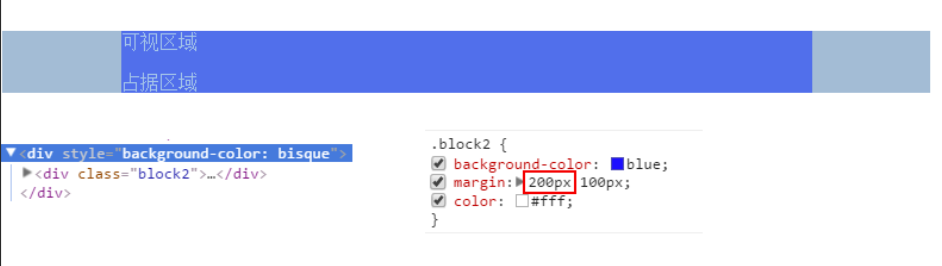 可视区域
占据区域
<div style="background-color: bisque">
<div class="block2">…</div>
</div>
.block2 {
background-color: blue;
margin: 200px 100px;
color: #fff;
}